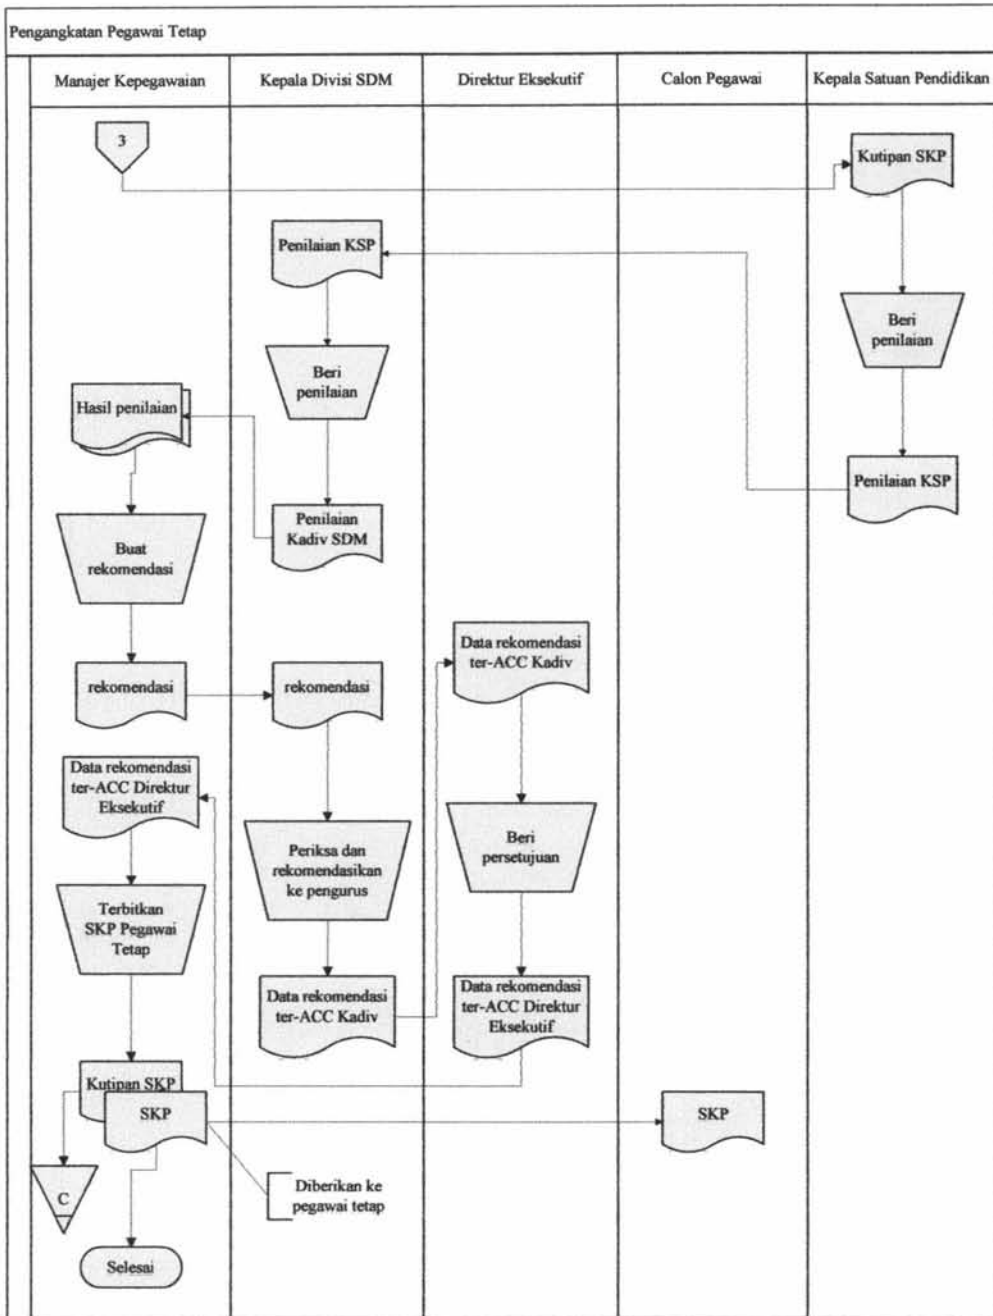 Pengangkatan Pegawai Tetap
Manajer Kepegawaian
Kepala Divisi SDM
Direktur Eksekutif
Calon Pegawai
Kepala Satuan Pendidikan
3
Kutipan SKP
Penilaian KSP
Beri
penilaian
Beri
penilaian
Hasil penilaian
Penilaian KSP
Penilaian
Kadiv SDM
Buat
rekomendasi
Data rekomendasi
ter-ACC Kadiv
rekomendasi
rekomendasi
Data rekomendasi
ter-ACC Direktur
Eksekutif
Periksa dan
rekomendasikan
ke pengurus
Beri
persetujuan
Terbitkan
SKP Pegawai
Tetap
Data rekomendasi
ter-ACC Kadiv
Data rekomendasi
ter-ACC Direktur
Eksekutif
Kutipan SKP
SKP
SKP
C
Diberikan ke
pegawai tetap
Selesai